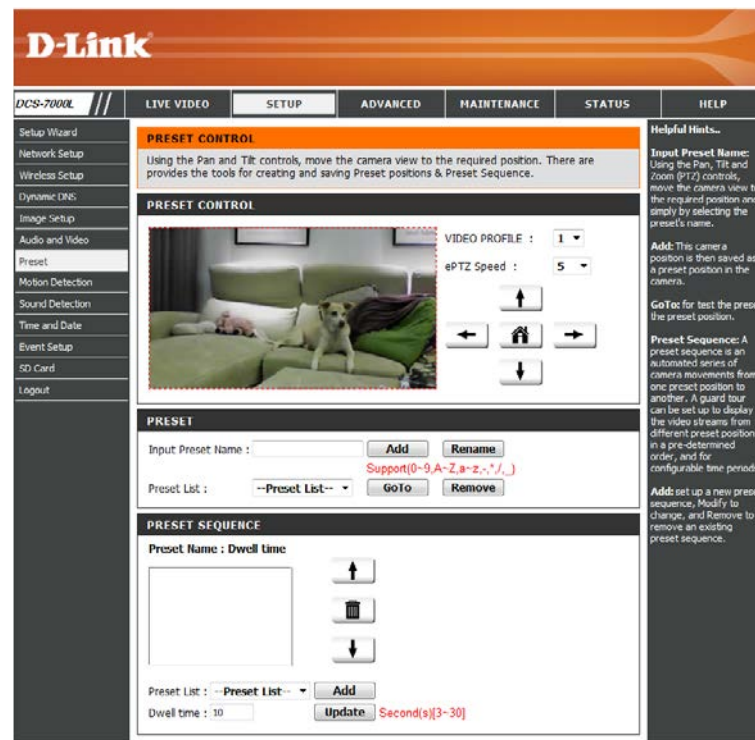 D-Link
DCS-7000L //
LIVE VIDEO
SETUP
ADVANCED
MAINTENANCE
STATUS
HELP
Setup Wizard
Network Setup
Wireless Setup
Dynamic DNS
Image Setup
Audio and Video
Preset
Motion Detection
Sound Detection
Time and Date
Event Setup
SD Card
Logout
PRESET CONTROL
Using the Pan and Tilt controls, move the camera view to the required position. There are
provides the tools for creating and saving Preset positions & Preset Sequence.
PRESET CONTROL
VIDEO PROFILE : 1
ePTZ Speed : 5
PRESET
Input Preset Name : Add Rename
Support(0~9,A~Z,a~z,-,*,/,_)
Preset List : --Preset List-- GoTo Remove
PRESET SEQUENCE
Preset Name : Dwell time
Preset List : --Preset List-- Add
Dwell time : 10 Update Second(s)[3~30]
Helpful Hints..
Input Preset Name:
Using the Pan, Tilt and
Zoom (PTZ) controls,
move the camera view to
the required position and
simply by selecting the
preset's name.
Add: This camera
position is then saved as
a preset position in the
camera.
GoTo: for test the prese
the preset position.
Preset Sequence: A
preset sequence is an
automated series of
camera movements from
one preset position to
another. A guard tour
can be set up to display
the video streams from
different preset position
in a pre-determined
order, and for
configurable time period
Add: set up a new prese
sequence, Modify to
change, and Remove to
remove an existing
preset sequence.